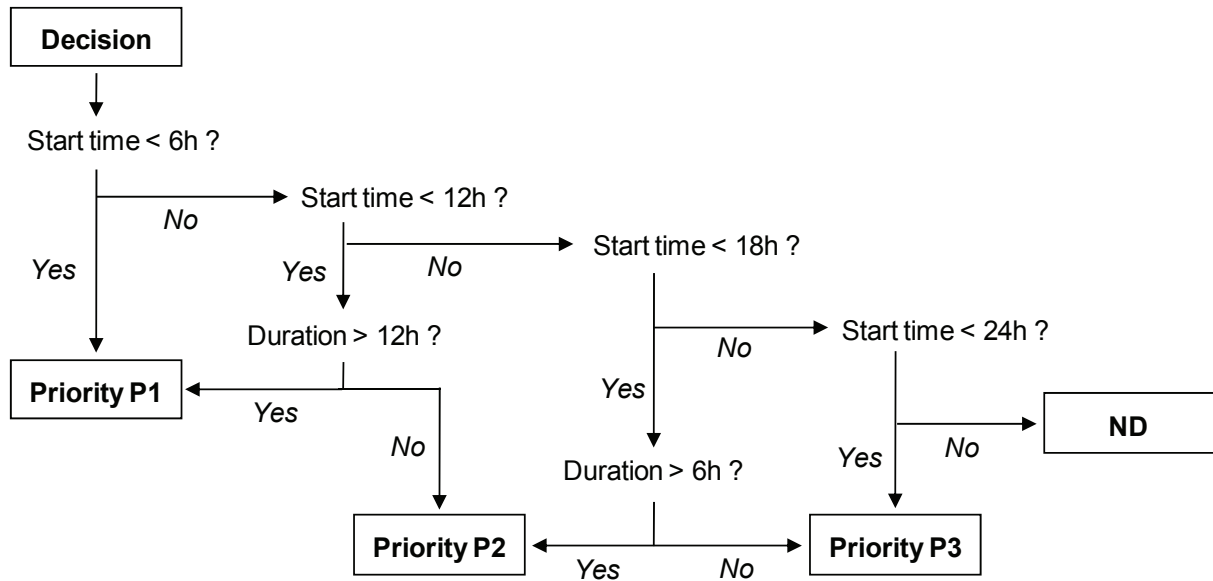 Decision
Start time < 6h ?
No
Start time < 12h ?
Yes
Yes
No
Start time < 18h ?
Duration > 12h ?
No
Start time < 24h ?
Priority P1
Yes
Yes
No
Yes
No
ND
Duration > 6h ?
Priority P2
Yes
No
Priority P3